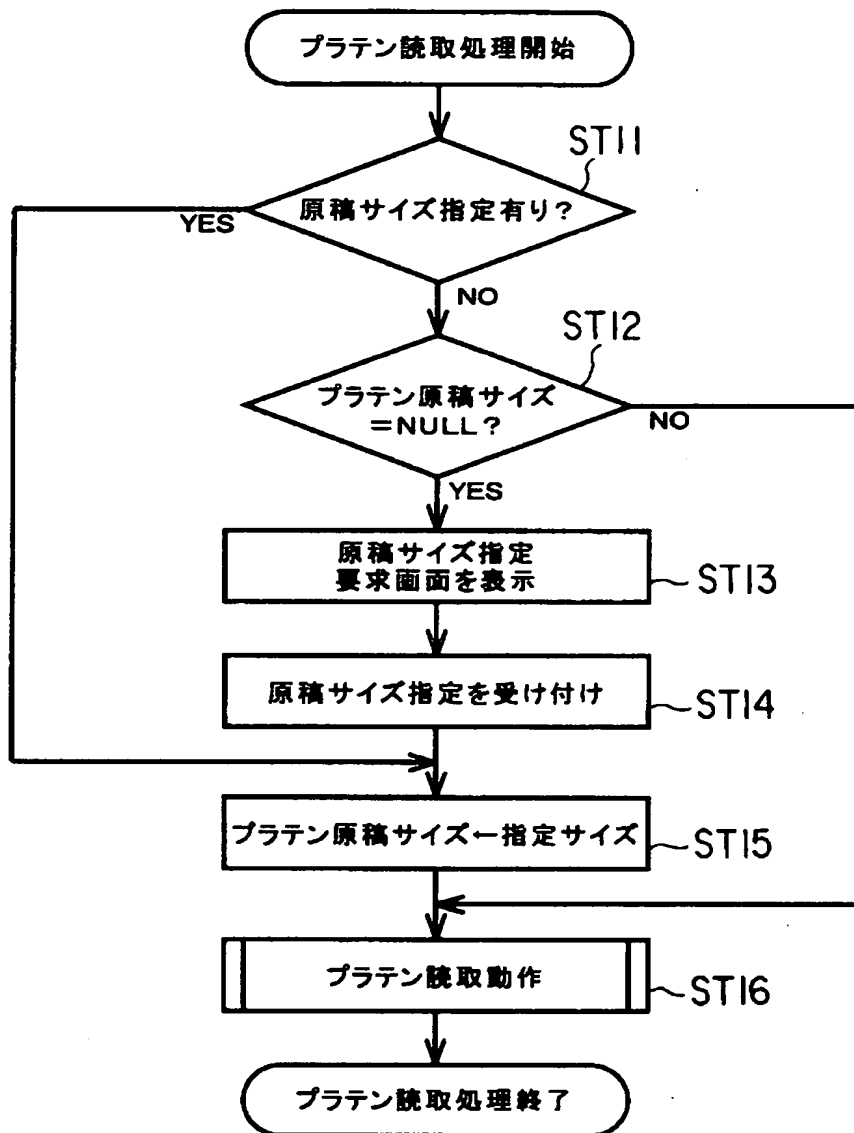 プラテン読取処理開始
ST11
原稿サイズ指定有り?
YES
NO
ST12
プラテン原稿サイズ
=NULL?
NO
YES
原稿サイズ指定
要求画面を表示
ST13
原稿サイズ指定を受け付け
ST14
プラテン原稿サイズ←指定サイズ
ST15
プラテン読取動作
ST16
プラテン読取処理終了